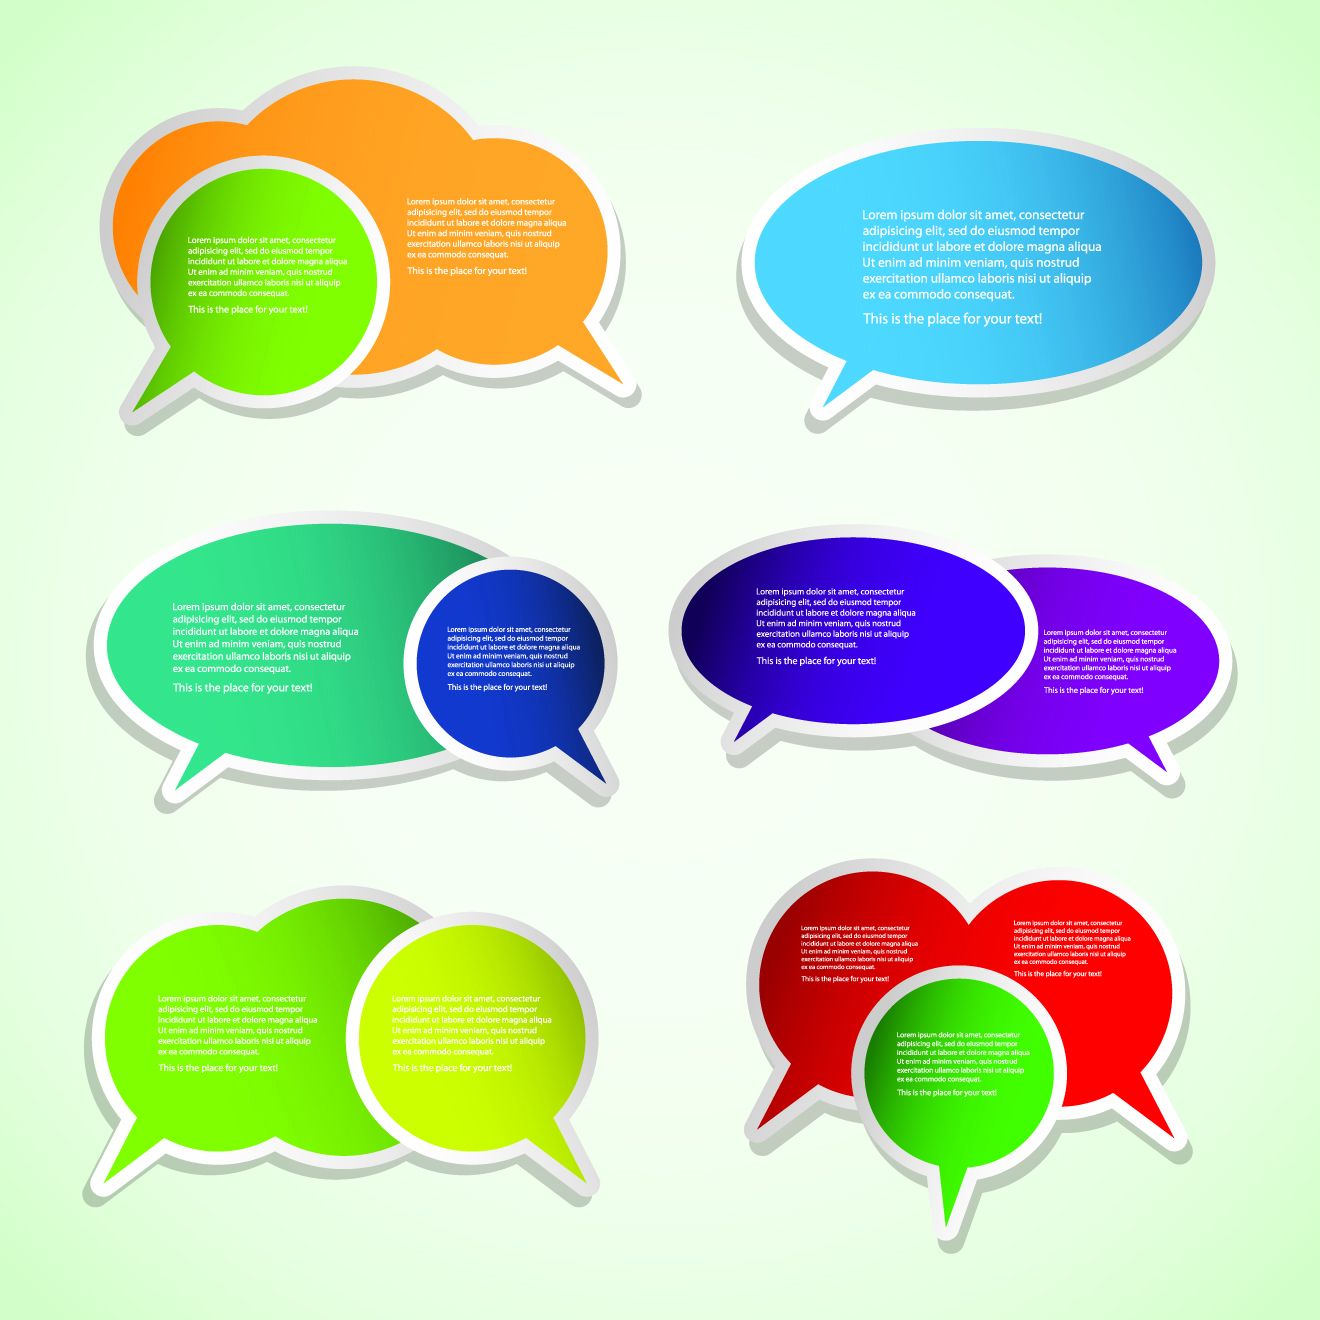 Lorem ipsum dolor sit amet, consectetur
adipisicing elit, sed do eiusmod tempor
incididunt ut labore et dolore magna aliqua
Ut enim ad minim veniam, quis nostrud
exercitation ullamco laboris nisi ut aliquip
ex ea commodo consequat.
This is the place for your text!
Lorem ipsum dolor sit amet, consectetur
adipisicing elit, sed do eiusmod tempor
incididunt ut labore et dolore magna aliqua
Ut enim ad minim veniam, quis nostrud
exercitation ullamco laboris nisi ut aliquip
ex ea commodo consequat.
This is the place for your text!
Lorem ipsum dolor sit amet, consectetur
adipisicing elit, sed do eiusmod tempor
incididunt ut labore et dolore magna aliqua
Ut enim ad minim veniam, quis nostrud
exercitation ullamco laboris nisi ut aliquip
ex ea commodo consequat.
This is the place for your text!
Lorem ipsum dolor sit amet, consectetur
adipisicing elit, sed do eiusmod tempor
incididunt ut labore et dolore magna aliqua
Ut enim ad minim veniam, quis nostrud
exercitation ullamco laboris nisi ut aliquip
ex ea commodo consequat.
This is the place for your text!
Lorem ipsum dolor sit amet, consectetur
adipisicing elit, sed do eiusmod tempor
incididunt ut labore et dolore magna aliqua
Ut enim ad minim veniam, quis nostrud
exercitation ullamco laboris nisi ut aliquip
ex ea commodo consequat.
This is the place for your text!
Lorem ipsum dolor sit amet, consectetur
adipisicing elit, sed do eiusmod tempor
incididunt ut labore et dolore magna aliqua
Ut enim ad minim veniam, quis nostrud
exercitation ullamco laboris nisi ut aliquip
ex ea commodo consequat.
This is the place for your text!
Lorem ipsum dolor sit amet, consectetur
adipisicing elit, sed do eiusmod tempor
incididunt ut labore et dolore magna aliqua
Ut enim ad minim veniam, quis nostrud
exercitation ullamco laboris nisi ut aliquip
ex ea commodo consequat.
This is the place for your text!
Lorem ipsum dolor sit amet, consectetur
adipisicing elit, sed do eiusmod tempor
incididunt ut labore et dolore magna aliqua
Ut enim ad minim veniam, quis nostrud
exercitation ullamco laboris nisi ut aliquip
ex ea commodo consequat.
This is the place for your text!
Lorem ipsum dolor sit amet, consectetur
adipisicing elit, sed do eiusmod tempor
incididunt ut labore et dolore magna aliqua
Ut enim ad minim veniam, quis nostrud
exercitation ullamco laboris nisi ut aliquip
ex ea commodo consequat.
This is the place for your text!
Lorem ipsum dolor sit amet, consectetur
adipisicing elit, sed do eiusmod tempor
incididunt ut labore et dolore magna aliqua
Ut enim ad minim veniam, quis nostrud
exercitation ullamco laboris nisi ut aliquip
ex ea commodo consequat.
This is the place for your text!
Lorem ipsum dolor sit amet, consectetur
adipisicing elit, sed do eiusmod tempor
incididunt ut labore et dolore magna aliqua
Ut enim ad minim veniam, quis nostrud
exercitation ullamco laboris nisi ut aliquip
ex ea commodo consequat.
This is the place for your text!
Lorem ipsum dolor sit amet, consectetur
adipisicing elit, sed do eiusmod tempor
incididunt ut labore et dolore magna aliqua
Ut enim ad minim veniam, quis nostrud
exercitation ullamco laboris nisi ut aliquip
ex ea commodo consequat.
This is the place for your text!